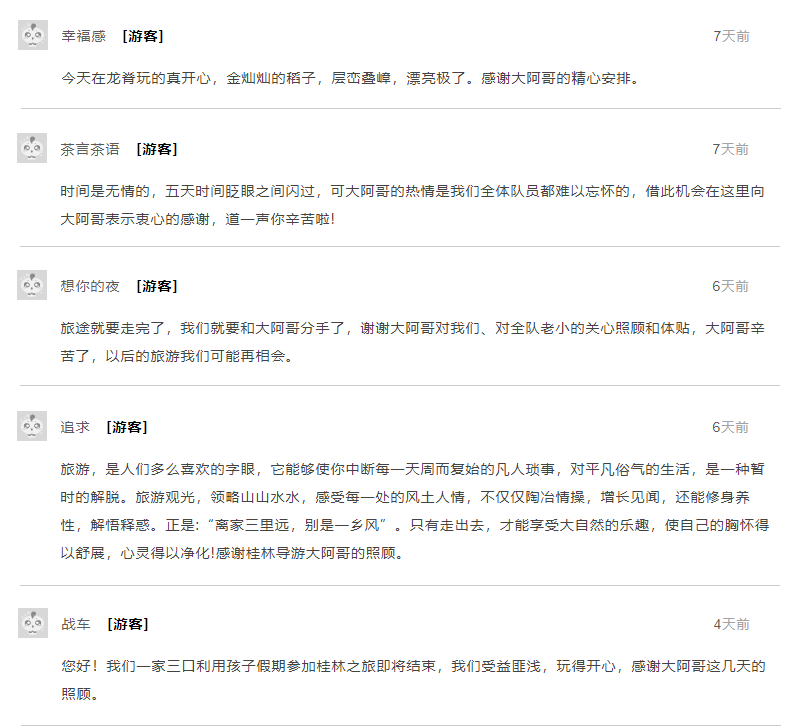 幸福感 [游客] 7天前
今天在龙脊玩的真开心，金灿灿的稻子，层峦叠嶂，漂亮极了。感谢大阿哥的精心安排。
茶言茶语 [游客] 7天前
时间是无情的，五天时间眨眼之间闪过，可大阿哥的热情是我们全体队员都难以忘怀的，借此机会在这里向
大阿哥表示衷心的感谢，道一声你辛苦啦!
想你的夜 [游客] 6天前
旅途就要走完了，我们就要和大阿哥分手了，谢谢大阿哥对我们、对全队老小的关心照顾和体贴，大阿哥辛
苦了，以后的旅游我们可能再相会。
追求 [游客] 6天前
旅游，是人们多么喜欢的字眼，它能够使你中断每一天周而复始的凡人琐事，对平凡俗气的生活，是一种暂
时的解脱。旅游观光，领略山山水水，感受每一处的风土人情，不仅仅陶冶情操，增长见闻，还能修身养
性，解悟释惑。正是:“离家三里远，别是一乡风”。只有走出去，才能享受大自然的乐趣，使自己的胸怀得
以舒展，心灵得以净化!感谢桂林导游大阿哥的照顾。
战车 [游客] 4天前
您好！我们一家三口利用孩子假期参加桂林之旅即将结束，我们受益匪浅，玩得开心，感谢大阿哥这几天的
照顾。